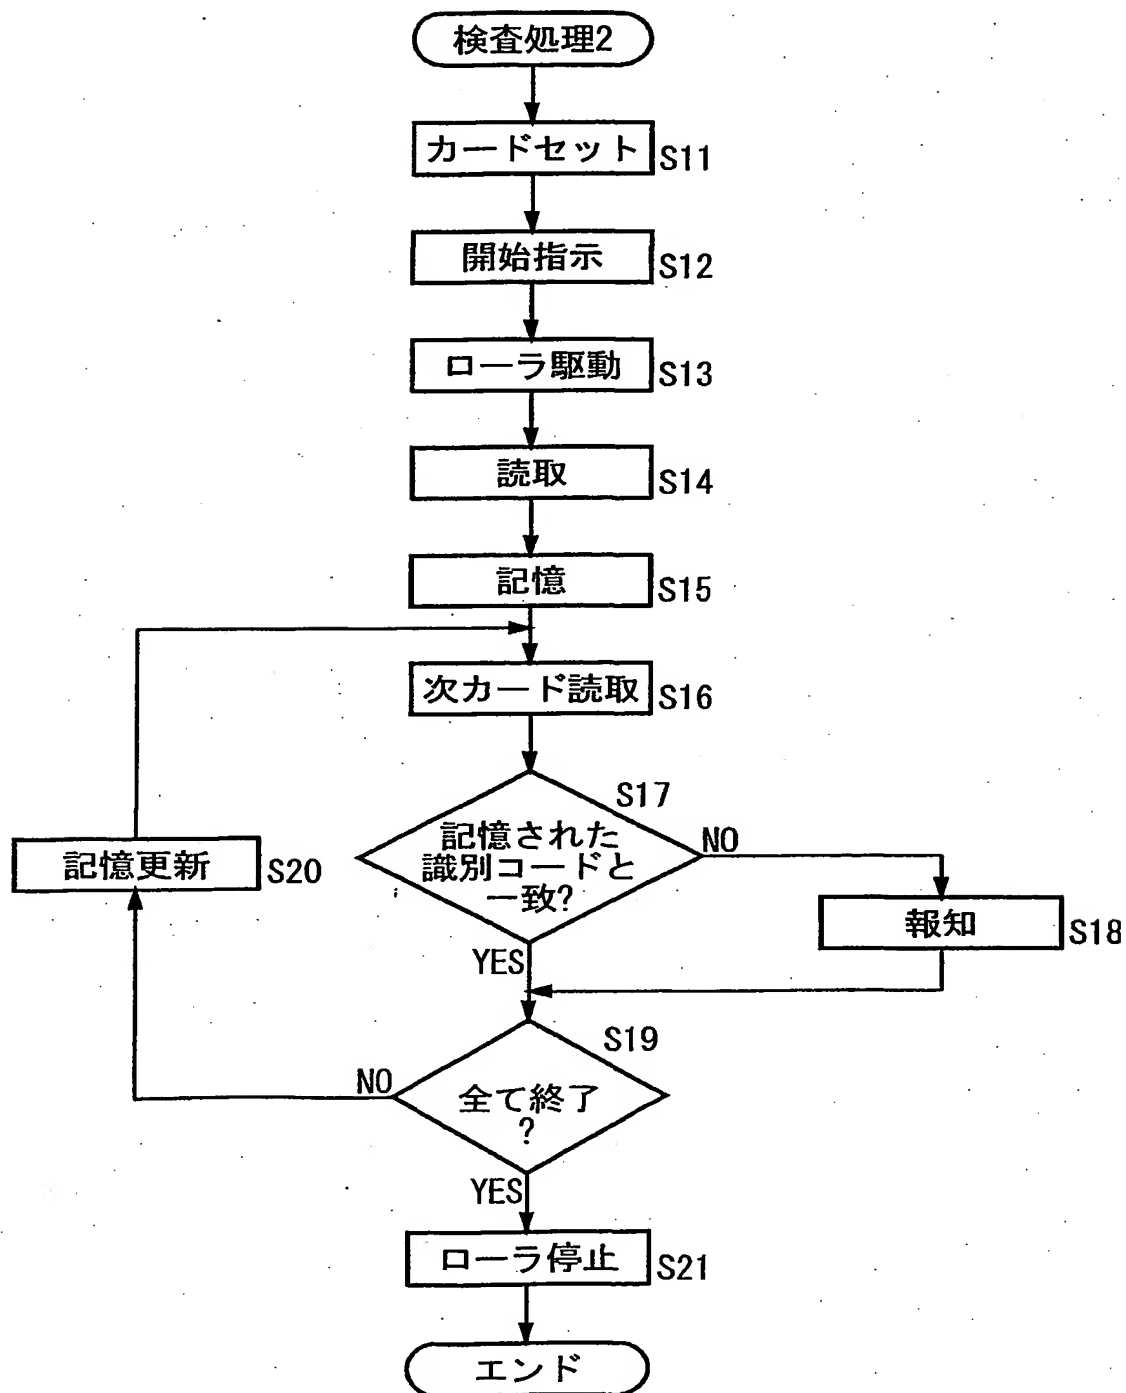 検査処理2
カードセット
S11
開始指示
S12
ローラ駆動
S13
読取
S14
記憶
S15
次カード読取
S16
S17
記憶された
識別コードと
一致?
NO
YES
報知
S18
記憶更新
S20
S19
全て終了
?
NO
YES
ローラ停止
S21
エンド